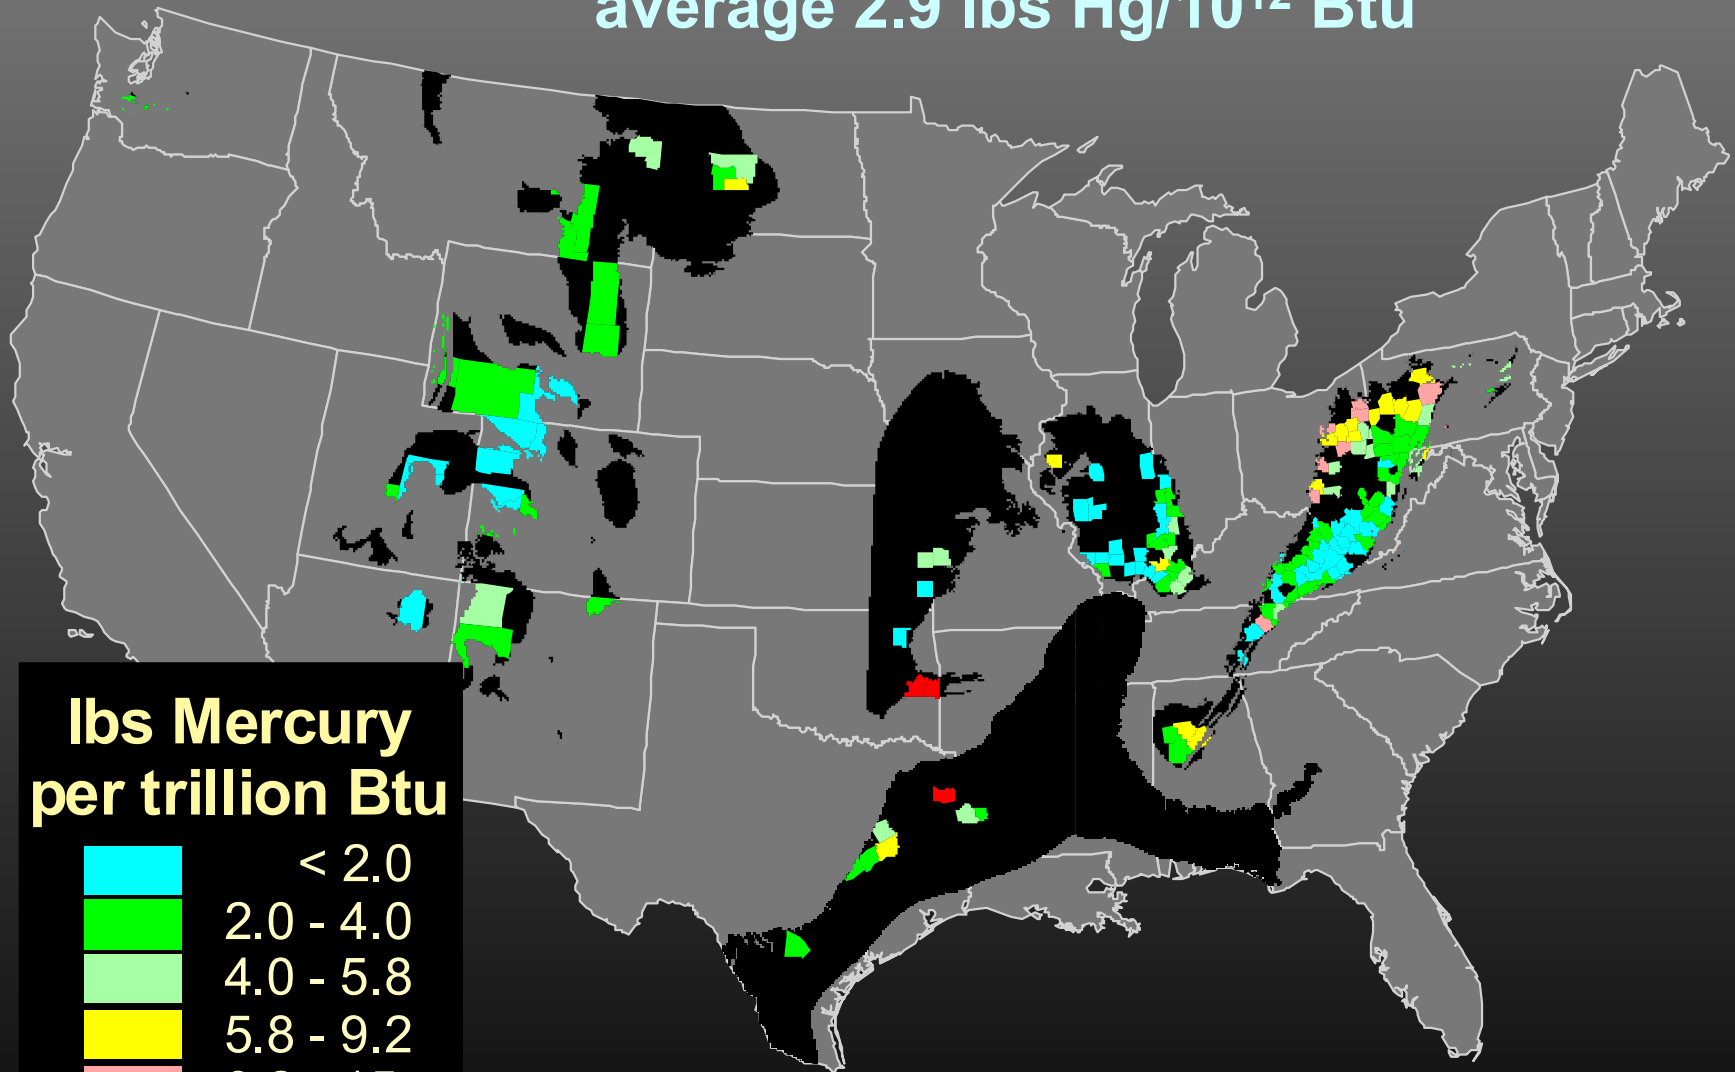 average 2.9 lbs Hg/10¹² Btu
lbs Mercury
per trillion Btu
< 2.0
2.0 - 4.0
4.0 - 5.8
5.8 - 9.2